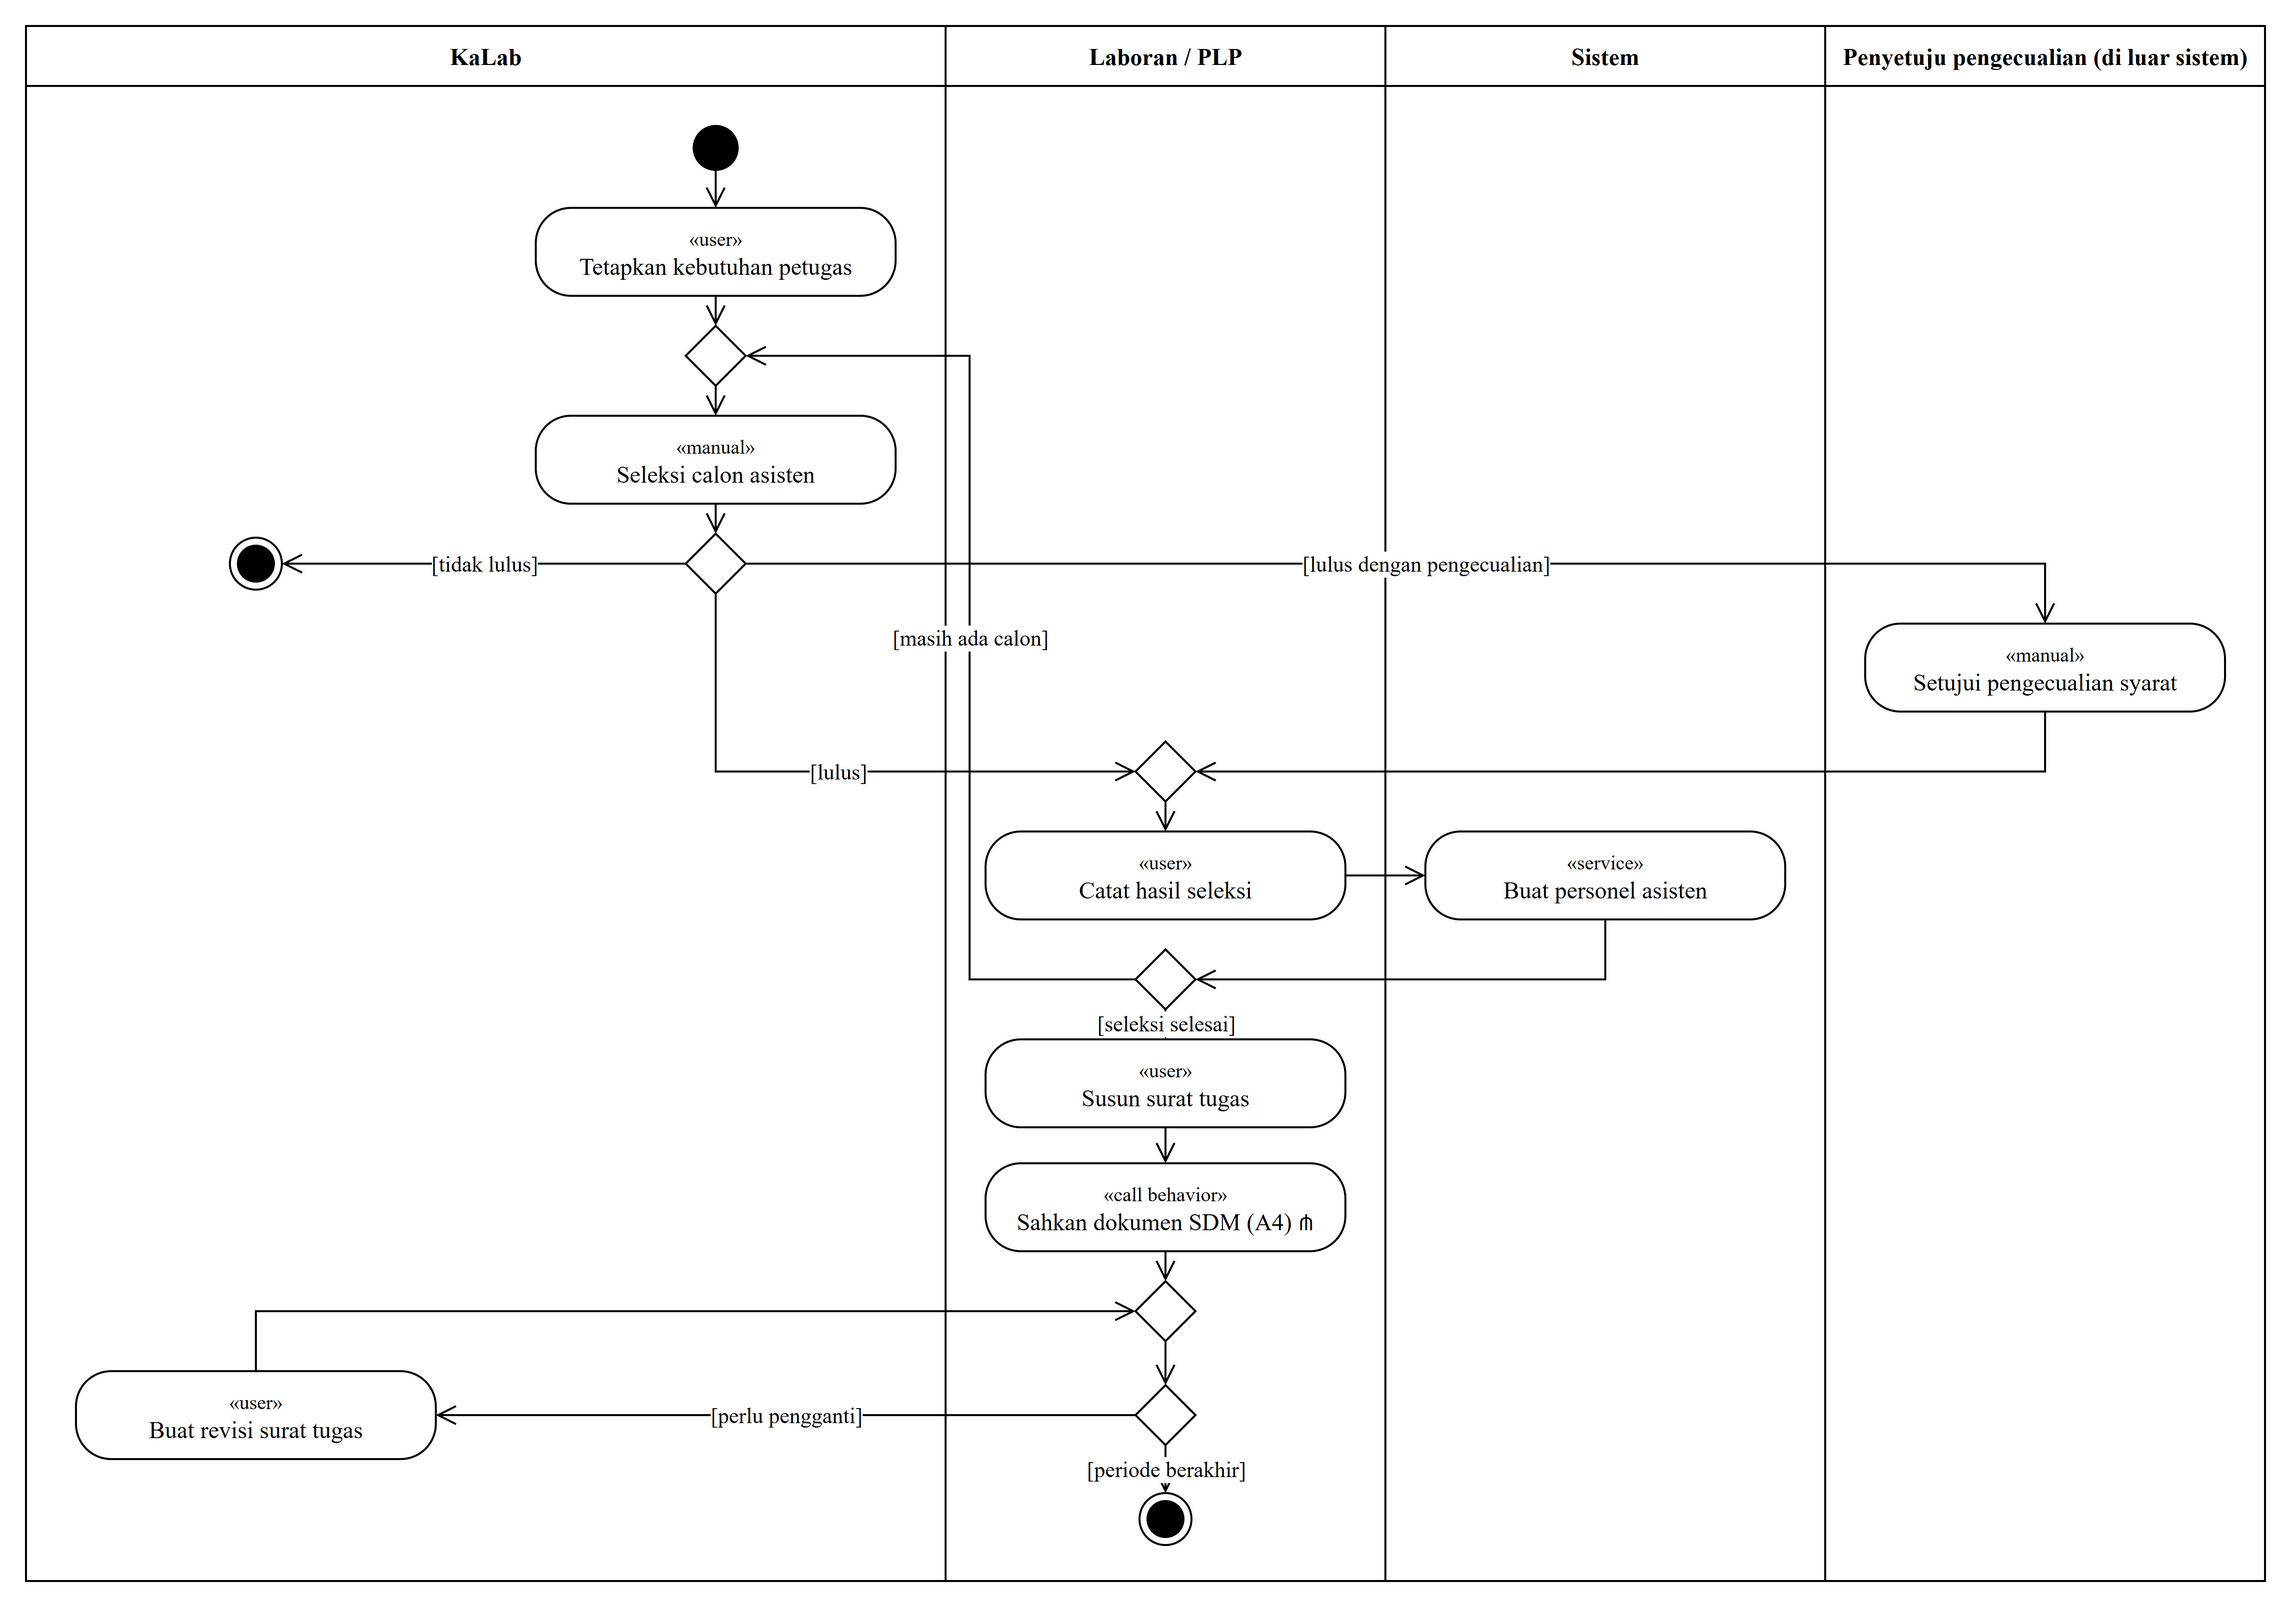 KaLab
Laboran / PLP
Sistem
Penyetuju pengecualian (di luar sistem)
«user»
Tetapkan kebutuhan petugas
«manual»
Seleksi calon asisten
[tidak lulus]
[lulus dengan pengecualian]
[masih ada calon]
«manual»
Setujui pengecualian syarat
[lulus]
«user»
Catat hasil seleksi
«service»
Buat personel asisten
[seleksi selesai]
«user»
Susun surat tugas
«call behavior»
Sahkan dokumen SDM (A4) ⋔
«user»
Buat revisi surat tugas
[perlu pengganti]
[periode berakhir]